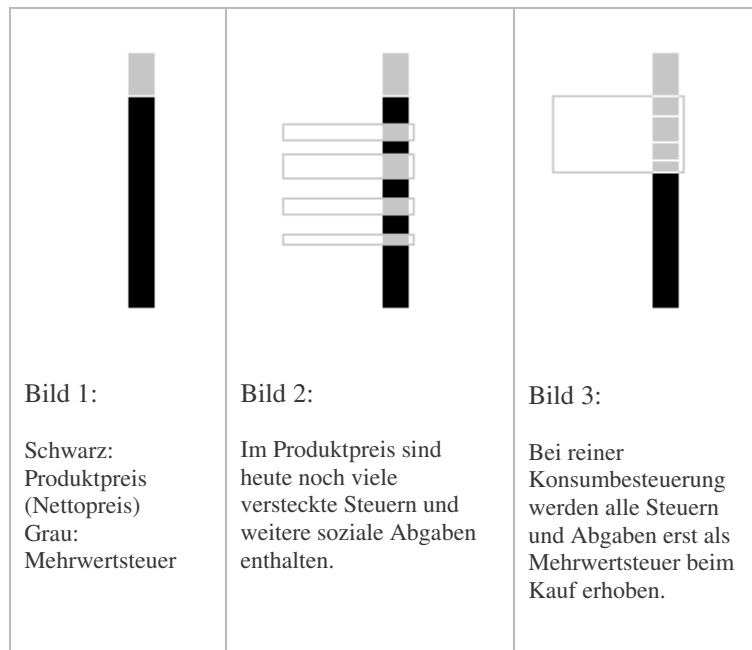 Bild 1:
Schwarz:
Produktpreis
(Nettopreis)
Grau:
Mehrwertsteuer
Bild 2:
Im Produktpreis sind
heute noch viele
versteckte Steuern und
weitere soziale Abgaben
enthalten.
Bild 3:
Bei reiner
Konsumbesteuerung
werden alle Steuern
und Abgaben erst als
Mehrwertsteuer beim
Kauf erhoben.